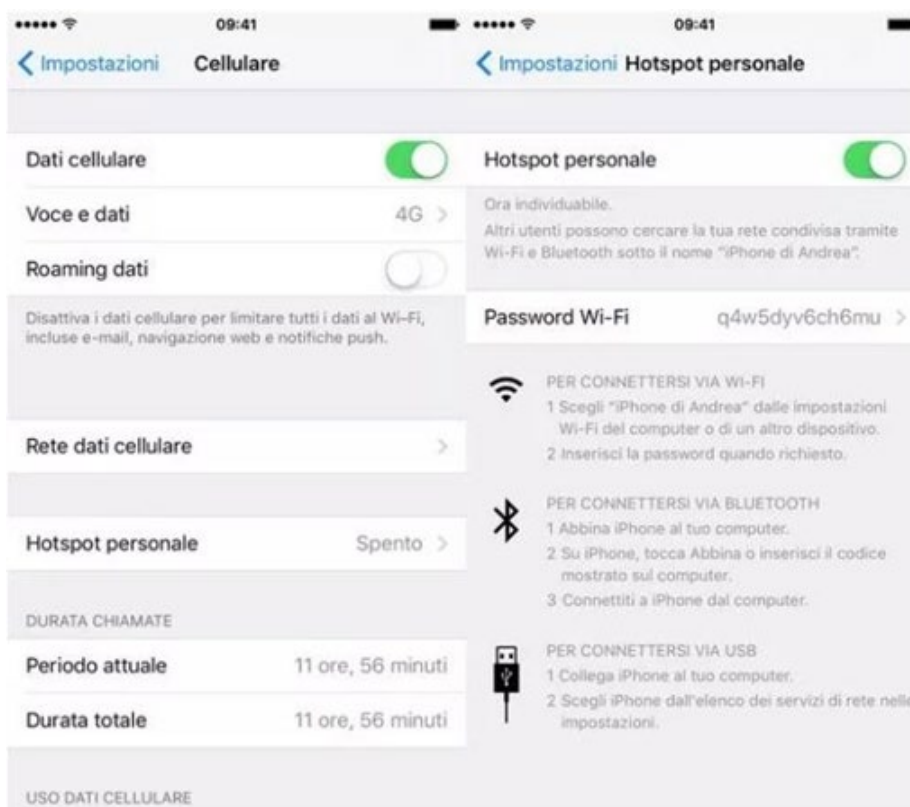 09:41
Impostazioni
Cellulare
Dati cellulare
Voce e dati
4G
Roaming dati
Disattiva i dati cellulare per limitare tutti i dati al Wi-Fi,
incluse e-mail, navigazione web e notifiche push.
Rete dati cellulare
Hotspot personale
Spento
DURATA CHIAMATE
Periodo attuale
11 ore, 56 minuti
Durata totale
11 ore, 56 minuti
USO DATI CELLULARE
09:41
Impostazioni
Hotspot personale
Hotspot personale
Ora individuabile.
Altri utenti possono cercare la tua rete condivisa tramite
Wi-Fi e Bluetooth sotto il nome "iPhone di Andrea".
Password Wi-Fi
q4w5dyv6ch6mu
PER CONNETTERSI VIA WI-FI
1 Scegli "iPhone di Andrea" dalle impostazioni
Wi-Fi del computer o di un altro dispositivo.
2 Inserisci la password quando richiesto.
PER CONNETTERSI VIA BLUETOOTH
1 Abbina iPhone al tuo computer.
2 Su iPhone, tocca Abbina o inserisci il codice
mostrato sul computer.
3 Connettiti a iPhone dal computer.
PER CONNETTERSI VIA USB
1 Collega iPhone al tuo computer.
2 Scegli iPhone dall'elenco dei servizi di rete nelle
impostazioni.